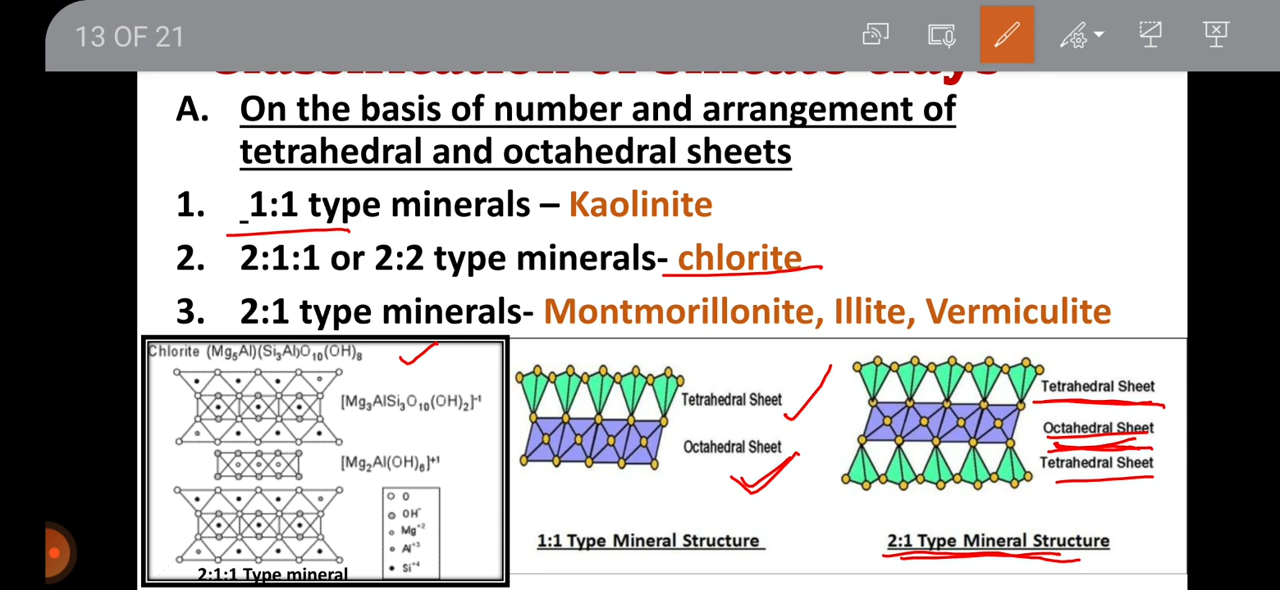 13 OF 21
Classification of Silicate Clays
A. On the basis of number and arrangement of
tetrahedral and octahedral sheets
1. 1:1 type minerals – Kaolinite
2. 2:1:1 or 2:2 type minerals- chlorite
3. 2:1 type minerals- Montmorillonite, Illite, Vermiculite
Chlorite (Mg₅Al)(Si₃Al)O₁₀(OH)₈
[Mg₃AlSi₃O₁₀(OH)₂]⁻¹
[Mg₂Al(OH)₆]⁺¹
O
OH⁻
Mg⁺²
Al⁺³
Si⁺⁴
2:1:1 Type mineral
Tetrahedral Sheet
Octahedral Sheet
1:1 Type Mineral Structure
Tetrahedral Sheet
Octahedral Sheet
Tetrahedral Sheet
2:1 Type Mineral Structure